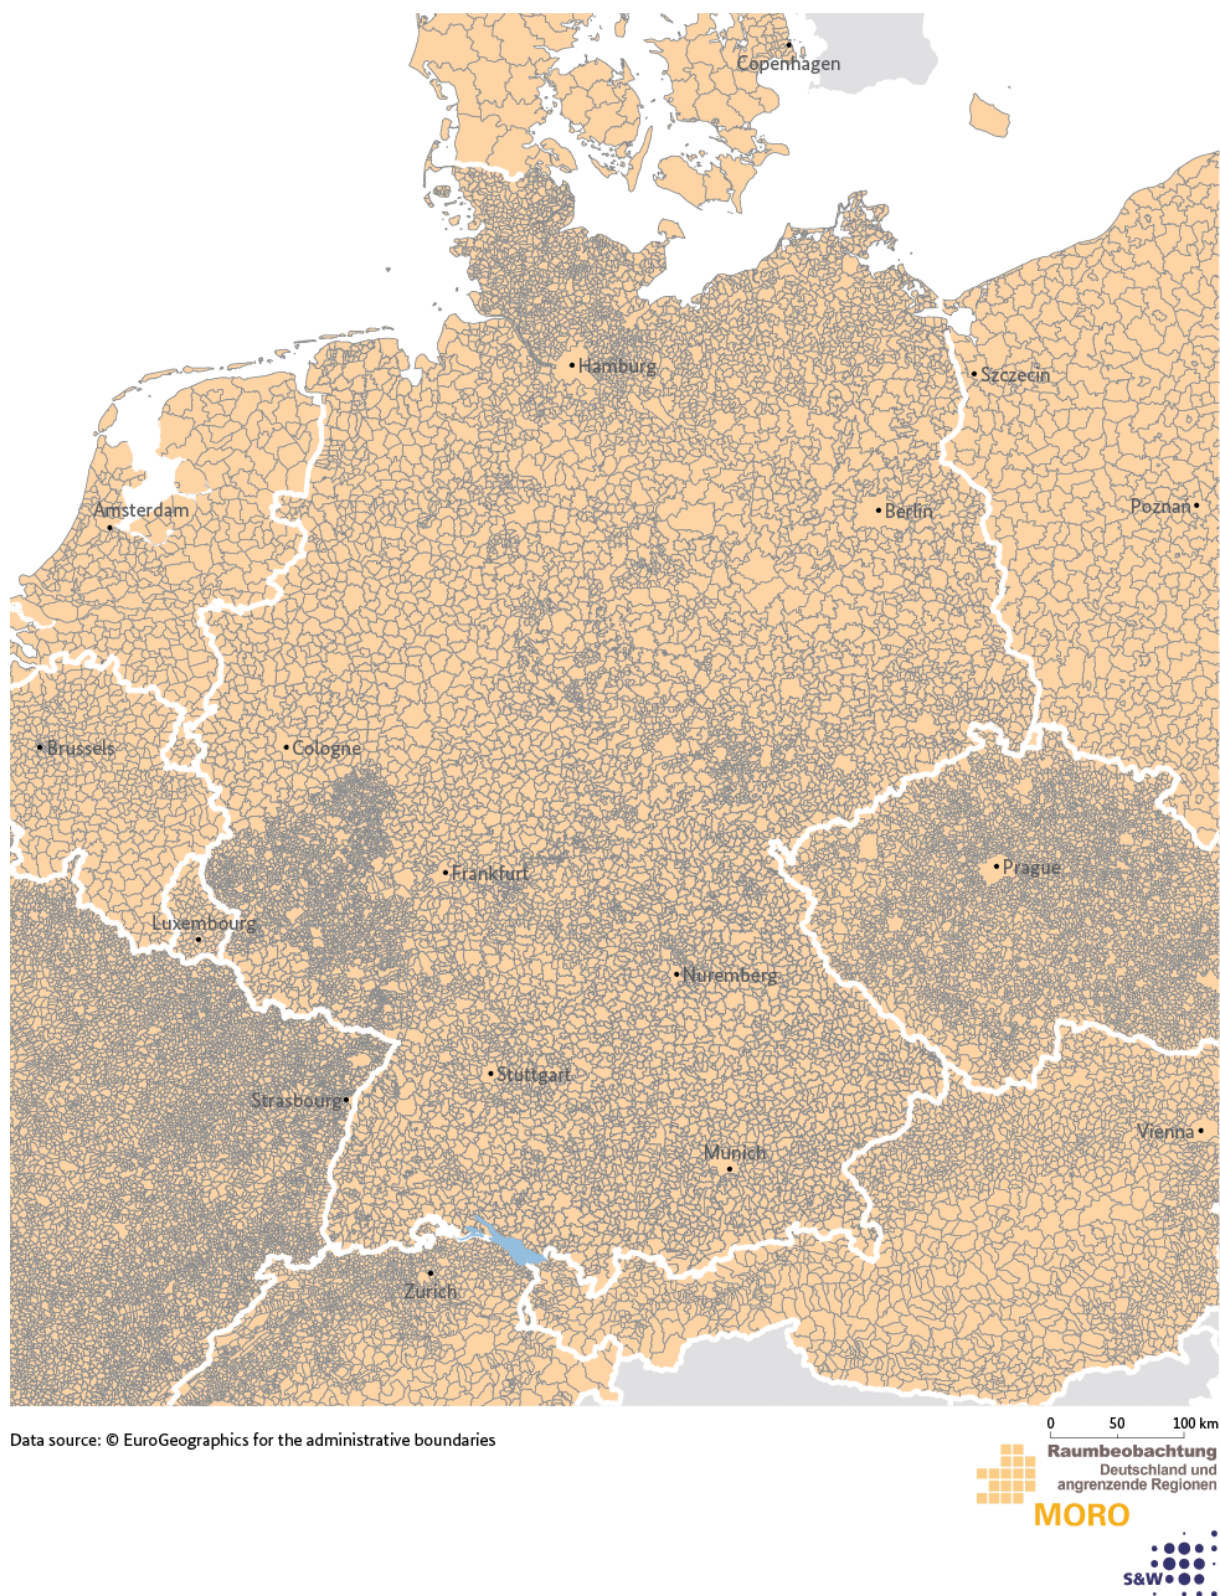 Copenhagen
Hamburg
Szczecin
Amsterdam
Berlin
Poznań
Brussels
Cologne
Frankfurt
Prague
Luxembourg
Nuremberg
Stuttgart
Strasbourg
Vienna
Munich
Zurich
0 50 100 km
Data source: © EuroGeographics for the administrative boundaries
Raumbeobachtung
Deutschland und
angrenzende Regionen
MORO
S&W